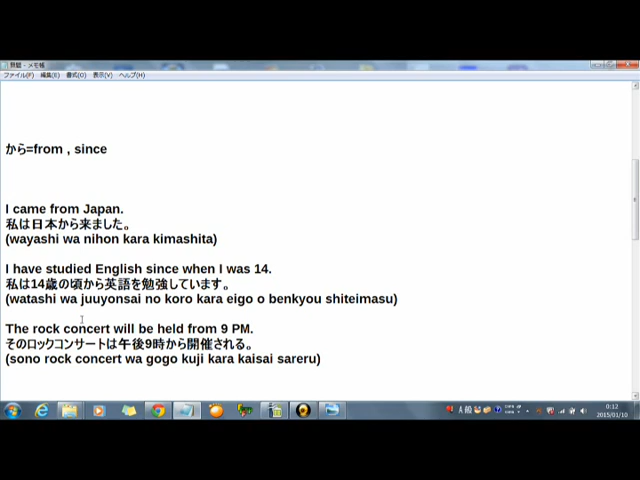 無題 - メモ帳
ファイル(F) 編集(E) 書式(O) 表示(V) ヘルプ(H)
から=from , since
I came from Japan.
私は日本から来ました。
(wayashi wa nihon kara kimashita)
I have studied English since when I was 14.
私は14歳の頃から英語を勉強しています。
(watashi wa juuyonsai no koro kara eigo o benkyou shiteimasu)
The rock concert will be held from 9 PM.
そのロックコンサートは午後9時から開催される。
(sono rock concert wa gogo kuji kara kaisai sareru)
A 般
0:12
2015/01/10